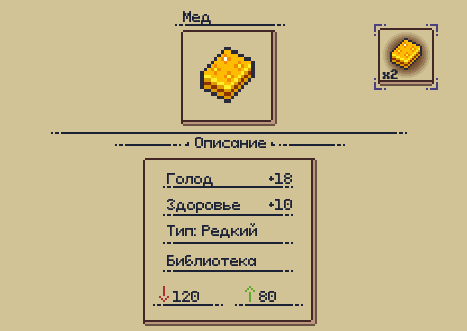 Мед
x2
Описание
Голод +18
Здоровье +10
Тип: Редкий
Библиотека
↓120 ↑80